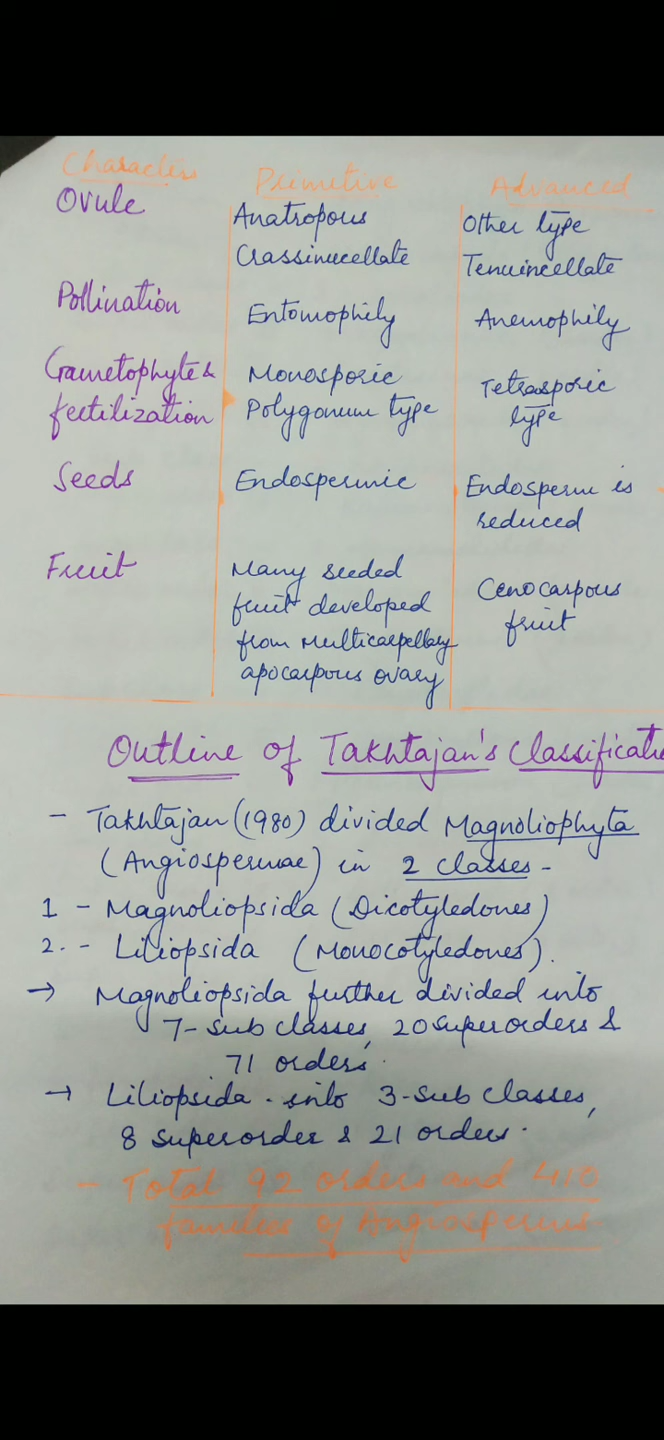 Characters Primitive Advanced
Ovule Anatropous Other type
Crassinucellate Tenuincellate
Pollination Entomophily Anemophily
Gametophyte & Monosporic Tetrasporic
fertilization Polygonum type type
Seeds Endospermic Endosperm is
reduced
Fruit Many seeded Cenocarpous
fruit developed fruit
from multicarpellary
apocarpous ovary
Outline of Takhtajan's Classificatio
- Takhtajan (1980) divided Magnoliophyta
(Angiospermae) in 2 classes -
1 - Magnoliopsida (Dicotyledones)
2. - Liliopsida (Monocotyledones).
→ Magnoliopsida further divided into
7-sub classes, 20 superorders &
71 orders.
→ Liliopsida . into 3-sub classes,
8 superorder & 21 orders.
- Total 92 orders and 410
families of Angiosperms.